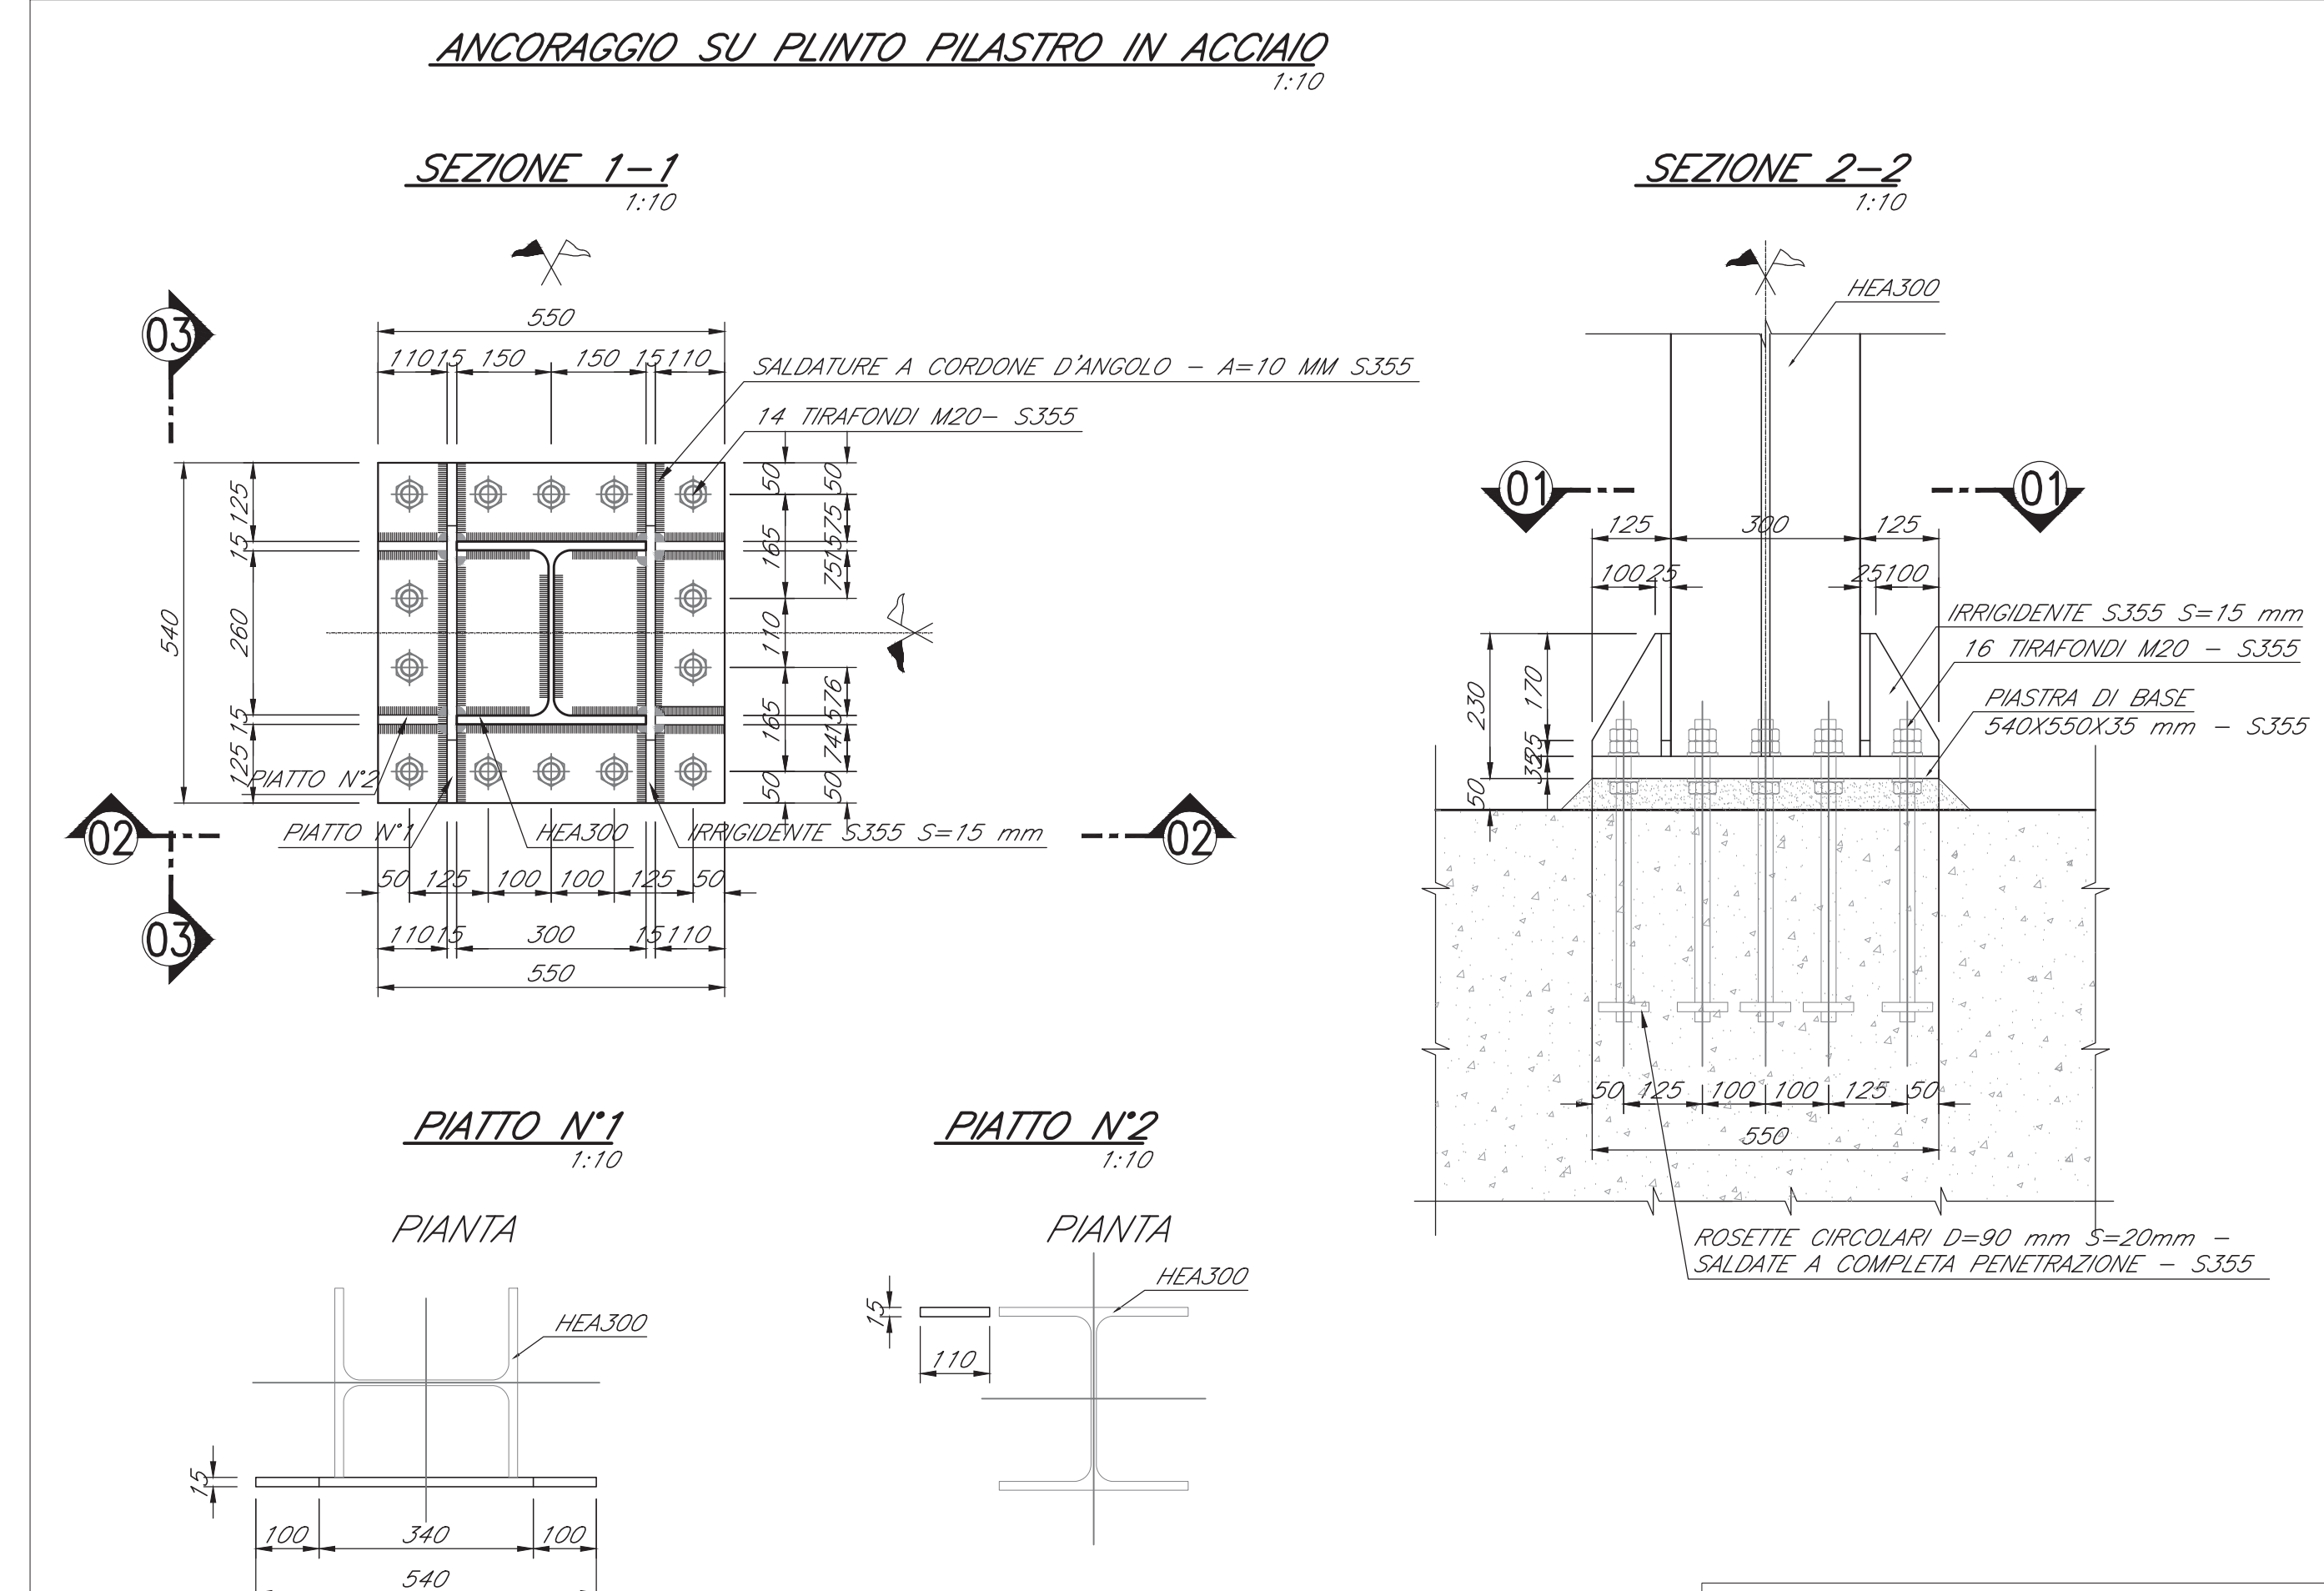 ANCORAGGIO SU PLINTO PILASTRO IN ACCIAIO
1:10
SEZIONE 1-1
1:10
03
550
110 15 150 150 15 110
SALDATURE A CORDONE D'ANGOLO - A=10 MM S355
14 TIRAFONDI M20- S355
540
125
15
260
15
125
50
165
110
165
50
50
75
15
75
76
15
74
50
PIATTO N°2
PIATTO N°1
HEA300
IRRIGIDENTE S355 S=15 mm
02
02
03
50 125 100 100 125 50
110 15 300 15 110
550
SEZIONE 2-2
1:10
HEA300
01
01
125 300 125
100 25 25 100
IRRIGIDENTE S355 S=15 mm
16 TIRAFONDI M20 - S355
PIASTRA DI BASE
540X550X35 mm - S355
230
170
25
35
50
50 125 100 100 125 50
550
ROSETTE CIRCOLARI D=90 mm S=20mm -
SALDATE A COMPLETA PENETRAZIONE - S355
PIATTO N°1
1:10
PIANTA
HEA300
15
100 340 100
540
PIATTO N°2
1:10
PIANTA
HEA300
15
110